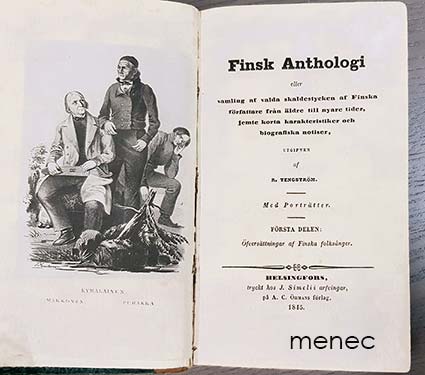 KYMÄLÄINEN
MAKKONEN PUHAKKA
Finsk Anthologi
eller
samling af valda skaldestycken af Finska
författare från äldre till nyare tider,
jemte korta karakteristiker och
biografiska notiser,
UTGIFVEN
af
R. TENGSTRÖM.
Med Porträtter.
FÖRSTA DELEN:
Öfversättningar af Finska folksånger.
HELSINGFORS,
tryckt hos J. Simelii arfvingar,
på A. C. ÖHMANS förlag.
1845.
menec